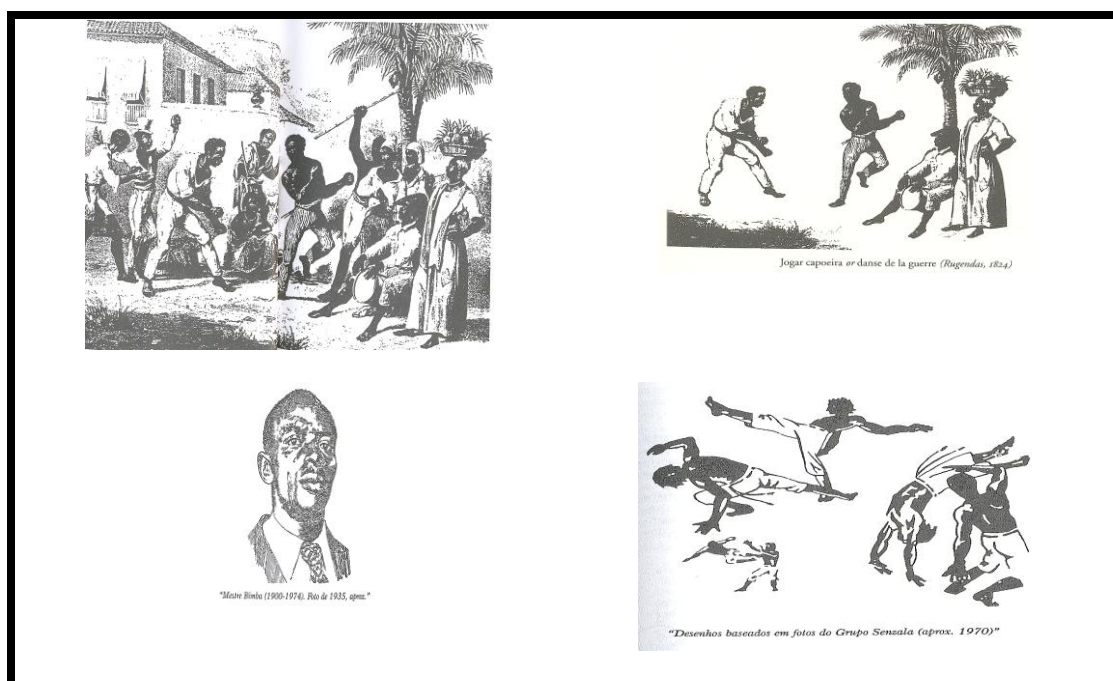 Jogar capoeira or danse de la guerre (Rugendas, 1824)
"Mestre Bimba (1900-1974). Foto de 1935, aprox."
"Desenhos baseados em fotos do Grupo Senzala (aprox. 1970)"